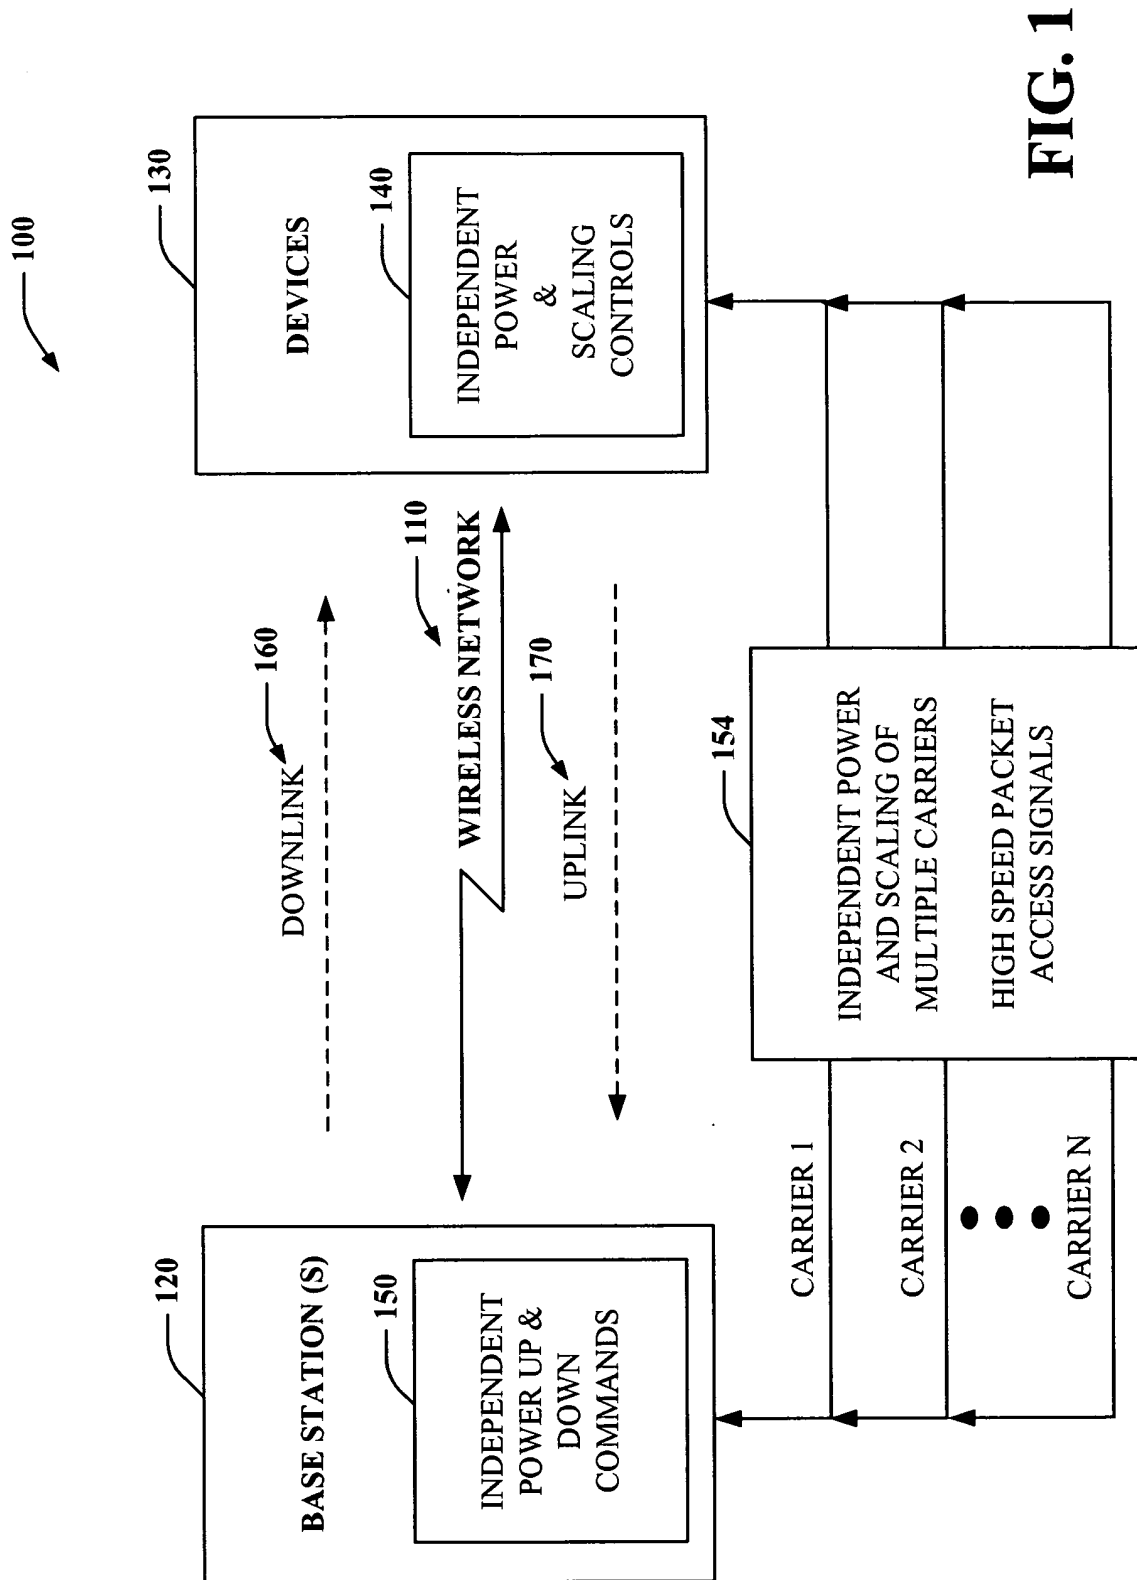 100
120
BASE STATION (S)
150
INDEPENDENT
POWER UP &
DOWN
COMMANDS
DOWNLINK
160
110
WIRELESS NETWORK
UPLINK
170
130
DEVICES
140
INDEPENDENT
POWER
&
SCALING
CONTROLS
154
CARRIER 1
CARRIER 2
CARRIER N
INDEPENDENT POWER
AND SCALING OF
MULTIPLE CARRIERS
HIGH SPEED PACKET
ACCESS SIGNALS
FIG. 1